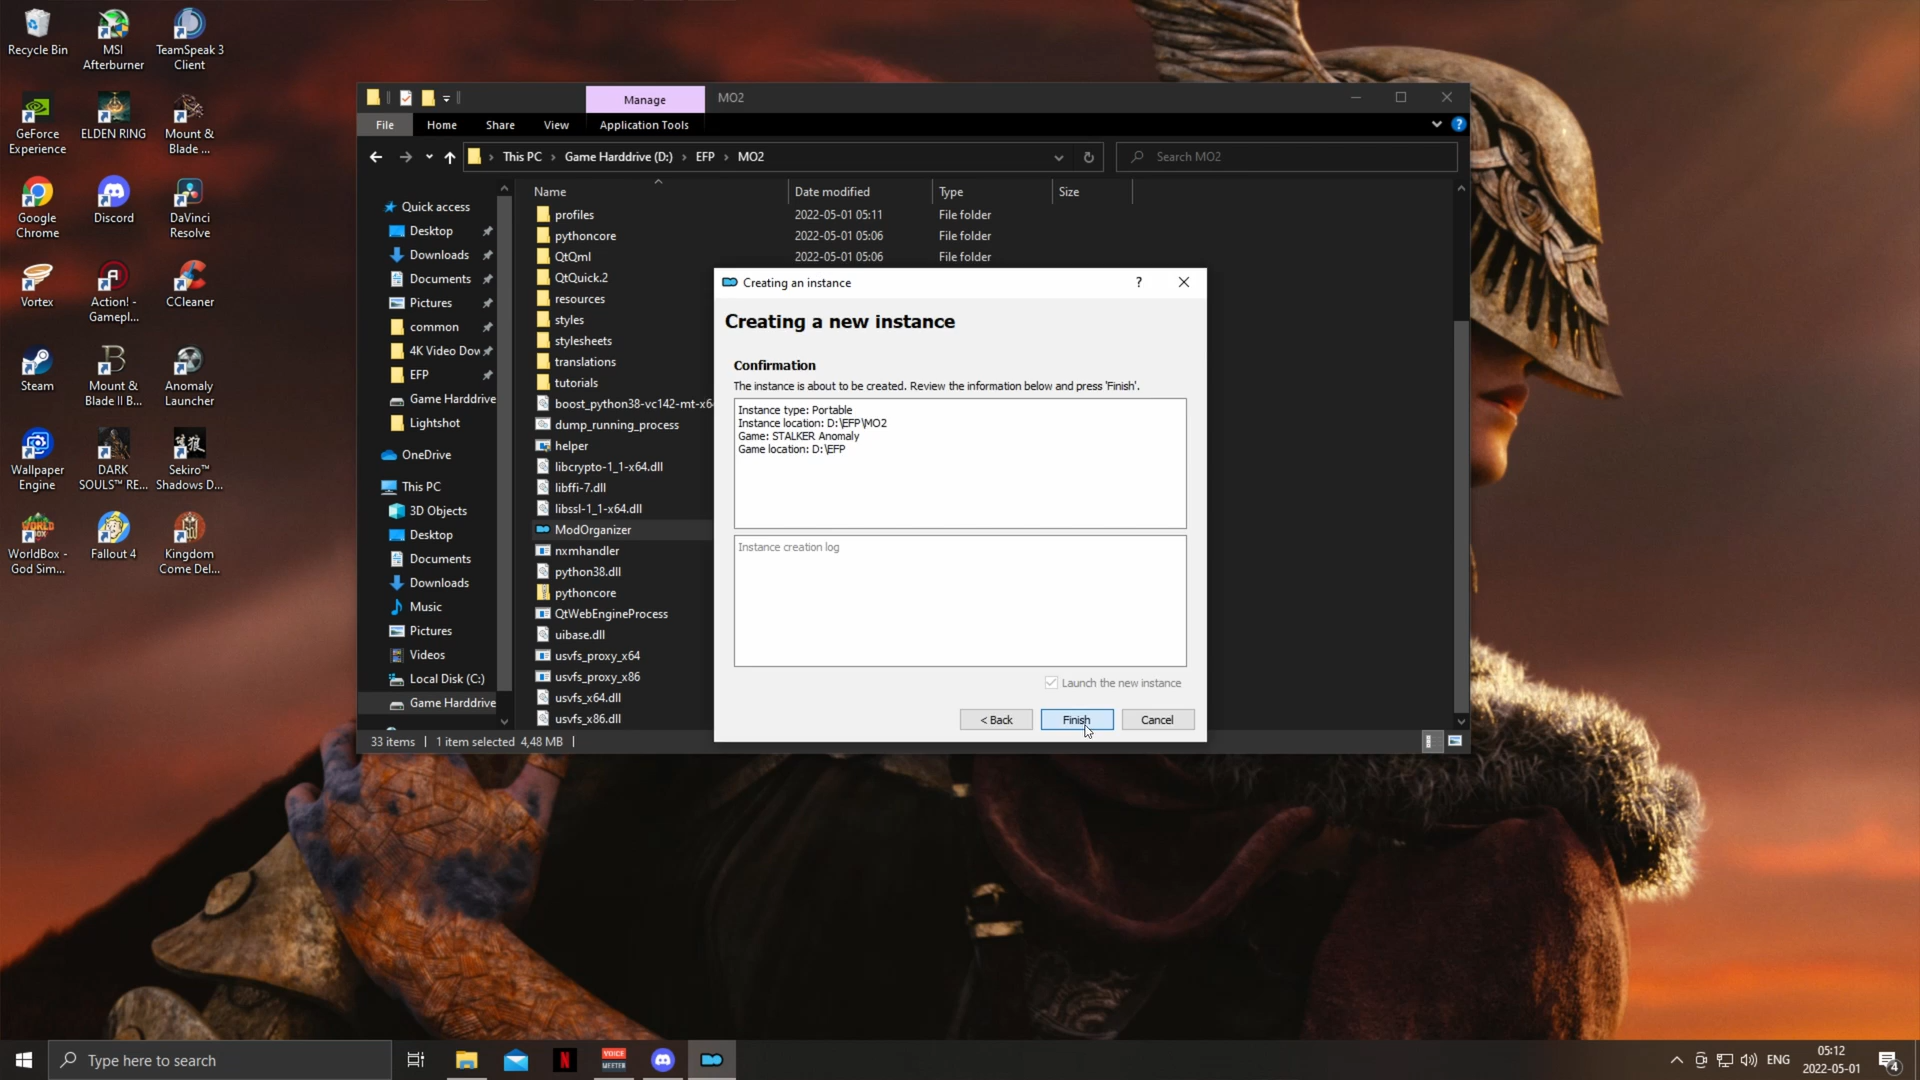 Recycle Bin
MSI
Afterburner
TeamSpeak 3
Client
GeForce
Experience
ELDEN RING
Mount &
Blade ...
Google
Chrome
Discord
DaVinci
Resolve
Vortex
Action! -
Gamepl...
CCleaner
Steam
Mount &
Blade II B...
Anomaly
Launcher
Wallpaper
Engine
DARK
SOULS™ RE...
Sekiro™
Shadows D...
WorldBox -
God Sim...
Fallout 4
Kingdom
Come Del...
Manage
MO2
File
Home
Share
View
Application Tools
This PC
Game Harddrive (D:)
EFP
MO2
Search MO2
Quick access
Desktop
Downloads
Documents
Pictures
common
4K Video Dow
EFP
Game Harddrive
Lightshot
OneDrive
This PC
3D Objects
Desktop
Documents
Downloads
Music
Pictures
Videos
Local Disk (C:)
Game Harddrive
Name
Date modified
Type
Size
profiles 2022-05-01 05:11 File folder
pythoncore 2022-05-01 05:06 File folder
QtQml 2022-05-01 05:06 File folder
QtQuick.2
resources
styles
stylesheets
translations
tutorials
boost_python38-vc142-mt-x6
dump_running_process
helper
libcrypto-1_1-x64.dll
libffi-7.dll
libssl-1_1-x64.dll
ModOrganizer
nxmhandler
python38.dll
pythoncore
QtWebEngineProcess
uibase.dll
usvfs_proxy_x64
usvfs_proxy_x86
usvfs_x64.dll
usvfs_x86.dll
33 items
1 item selected 4,48 MB
Creating an instance
?
Creating a new instance
Confirmation
The instance is about to be created. Review the information below and press 'Finish'.
Instance type: Portable
Instance location: D:\EFP\MO2
Game: STALKER Anomaly
Game location: D:\EFP
Instance creation log
Launch the new instance
< Back
Finish
Cancel
Type here to search
VOICE
MEETER
ENG
05:12
2022-05-01
4